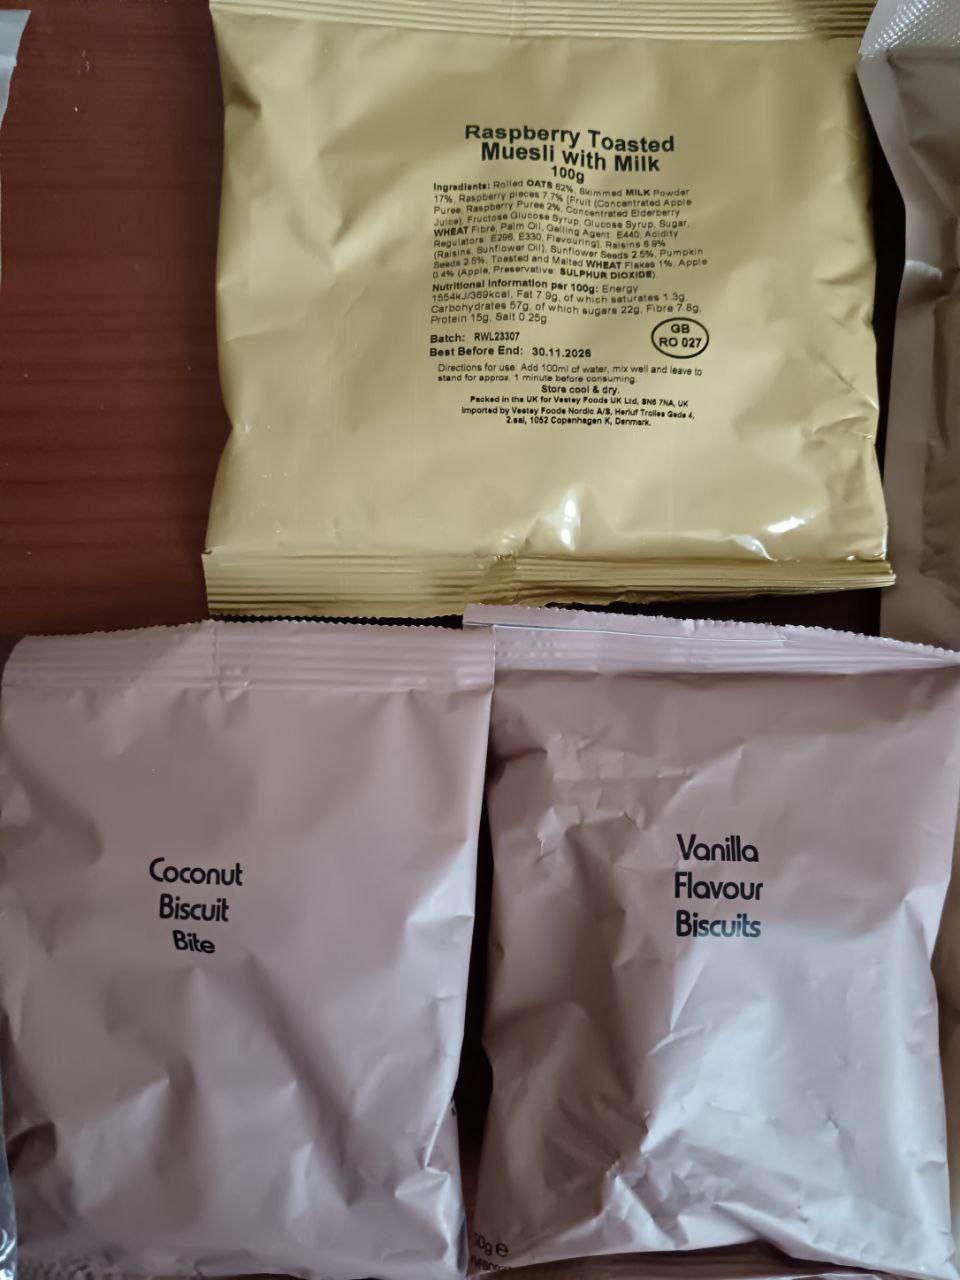 Raspberry Toasted
Muesli with Milk
100g
Ingredients: Rolled OATS 62%, Skimmed MILK Powder
17%, Raspberry pieces 7.7% [Fruit (Concentrated Apple
Puree, Raspberry Puree 2%, Concentrated Elderberry
Juice), Fructose Glucose Syrup, Glucose Syrup, Sugar,
WHEAT Fibre, Palm Oil, Gelling Agent: E440, Acidity
Regulators: E296, E330, Flavouring], Raisins 6.9%
(Raisins, Sunflower Oil), Sunflower Seeds 2.5%, Pumpkin
Seeds 2.5%, Toasted and Malted WHEAT Flakes 1%, Apple
0.4% (Apple, Preservative: SULPHUR DIOXIDE)
Nutritional Information per 100g: Energy
1554kJ/369kcal, Fat 7.9g, of which saturates 1.3g,
Carbohydrates 57g, of which sugars 22g, Fibre 7.8g,
Protein 15g, Salt 0.25g
Batch: RWL23307
Best Before End: 30.11.2026
GB
RO 027
Directions for use: Add 100ml of water, mix well and leave to
stand for approx. 1 minute before consuming.
Store cool & dry.
Packed in the UK for Vestey Foods UK Ltd, SN6 7NA, UK
Imported by Vestey Foods Nordic A/S, Herluf Trolles Gade 4,
2.sal, 1052 Copenhagen K, Denmark.
Coconut
Biscuit
Bite
Vanilla
Flavour
Biscuits